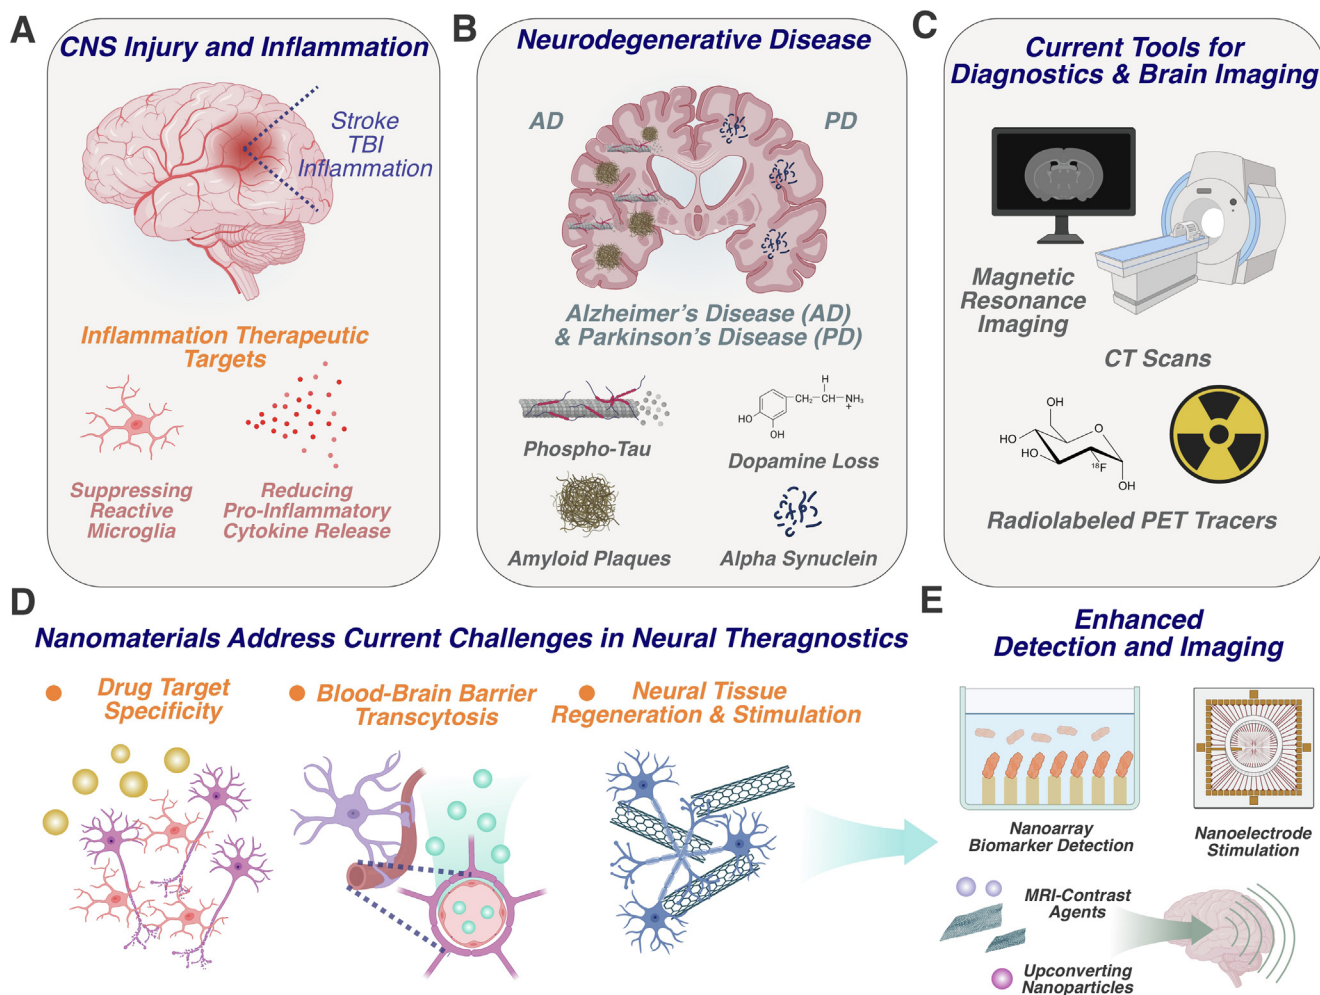 A
CNS Injury and Inflammation
Stroke
TBI
Inflammation
Inflammation Therapeutic
Targets
Suppressing
Reactive
Microglia
Reducing
Pro-Inflammatory
Cytokine Release
B
Neurodegenerative Disease
AD
PD
Alzheimer's Disease (AD)
& Parkinson's Disease (PD)
Phospho-Tau
H
CH₂
C
NH₃
+
H
HO
OH
Dopamine Loss
Amyloid Plaques
Alpha Synuclein
C
Current Tools for
Diagnostics & Brain Imaging
Magnetic
Resonance
Imaging
CT Scans
OH
HO
O
HO
¹⁸F
OH
Radiolabeled PET Tracers
D
Nanomaterials Address Current Challenges in Neural Theragnostics
Drug Target
Specificity
Blood-Brain Barrier
Transcytosis
Neural Tissue
Regeneration & Stimulation
E
Enhanced
Detection and Imaging
Nanoarray
Biomarker Detection
Nanoelectrode
Stimulation
MRI-Contrast
Agents
Upconverting
Nanoparticles